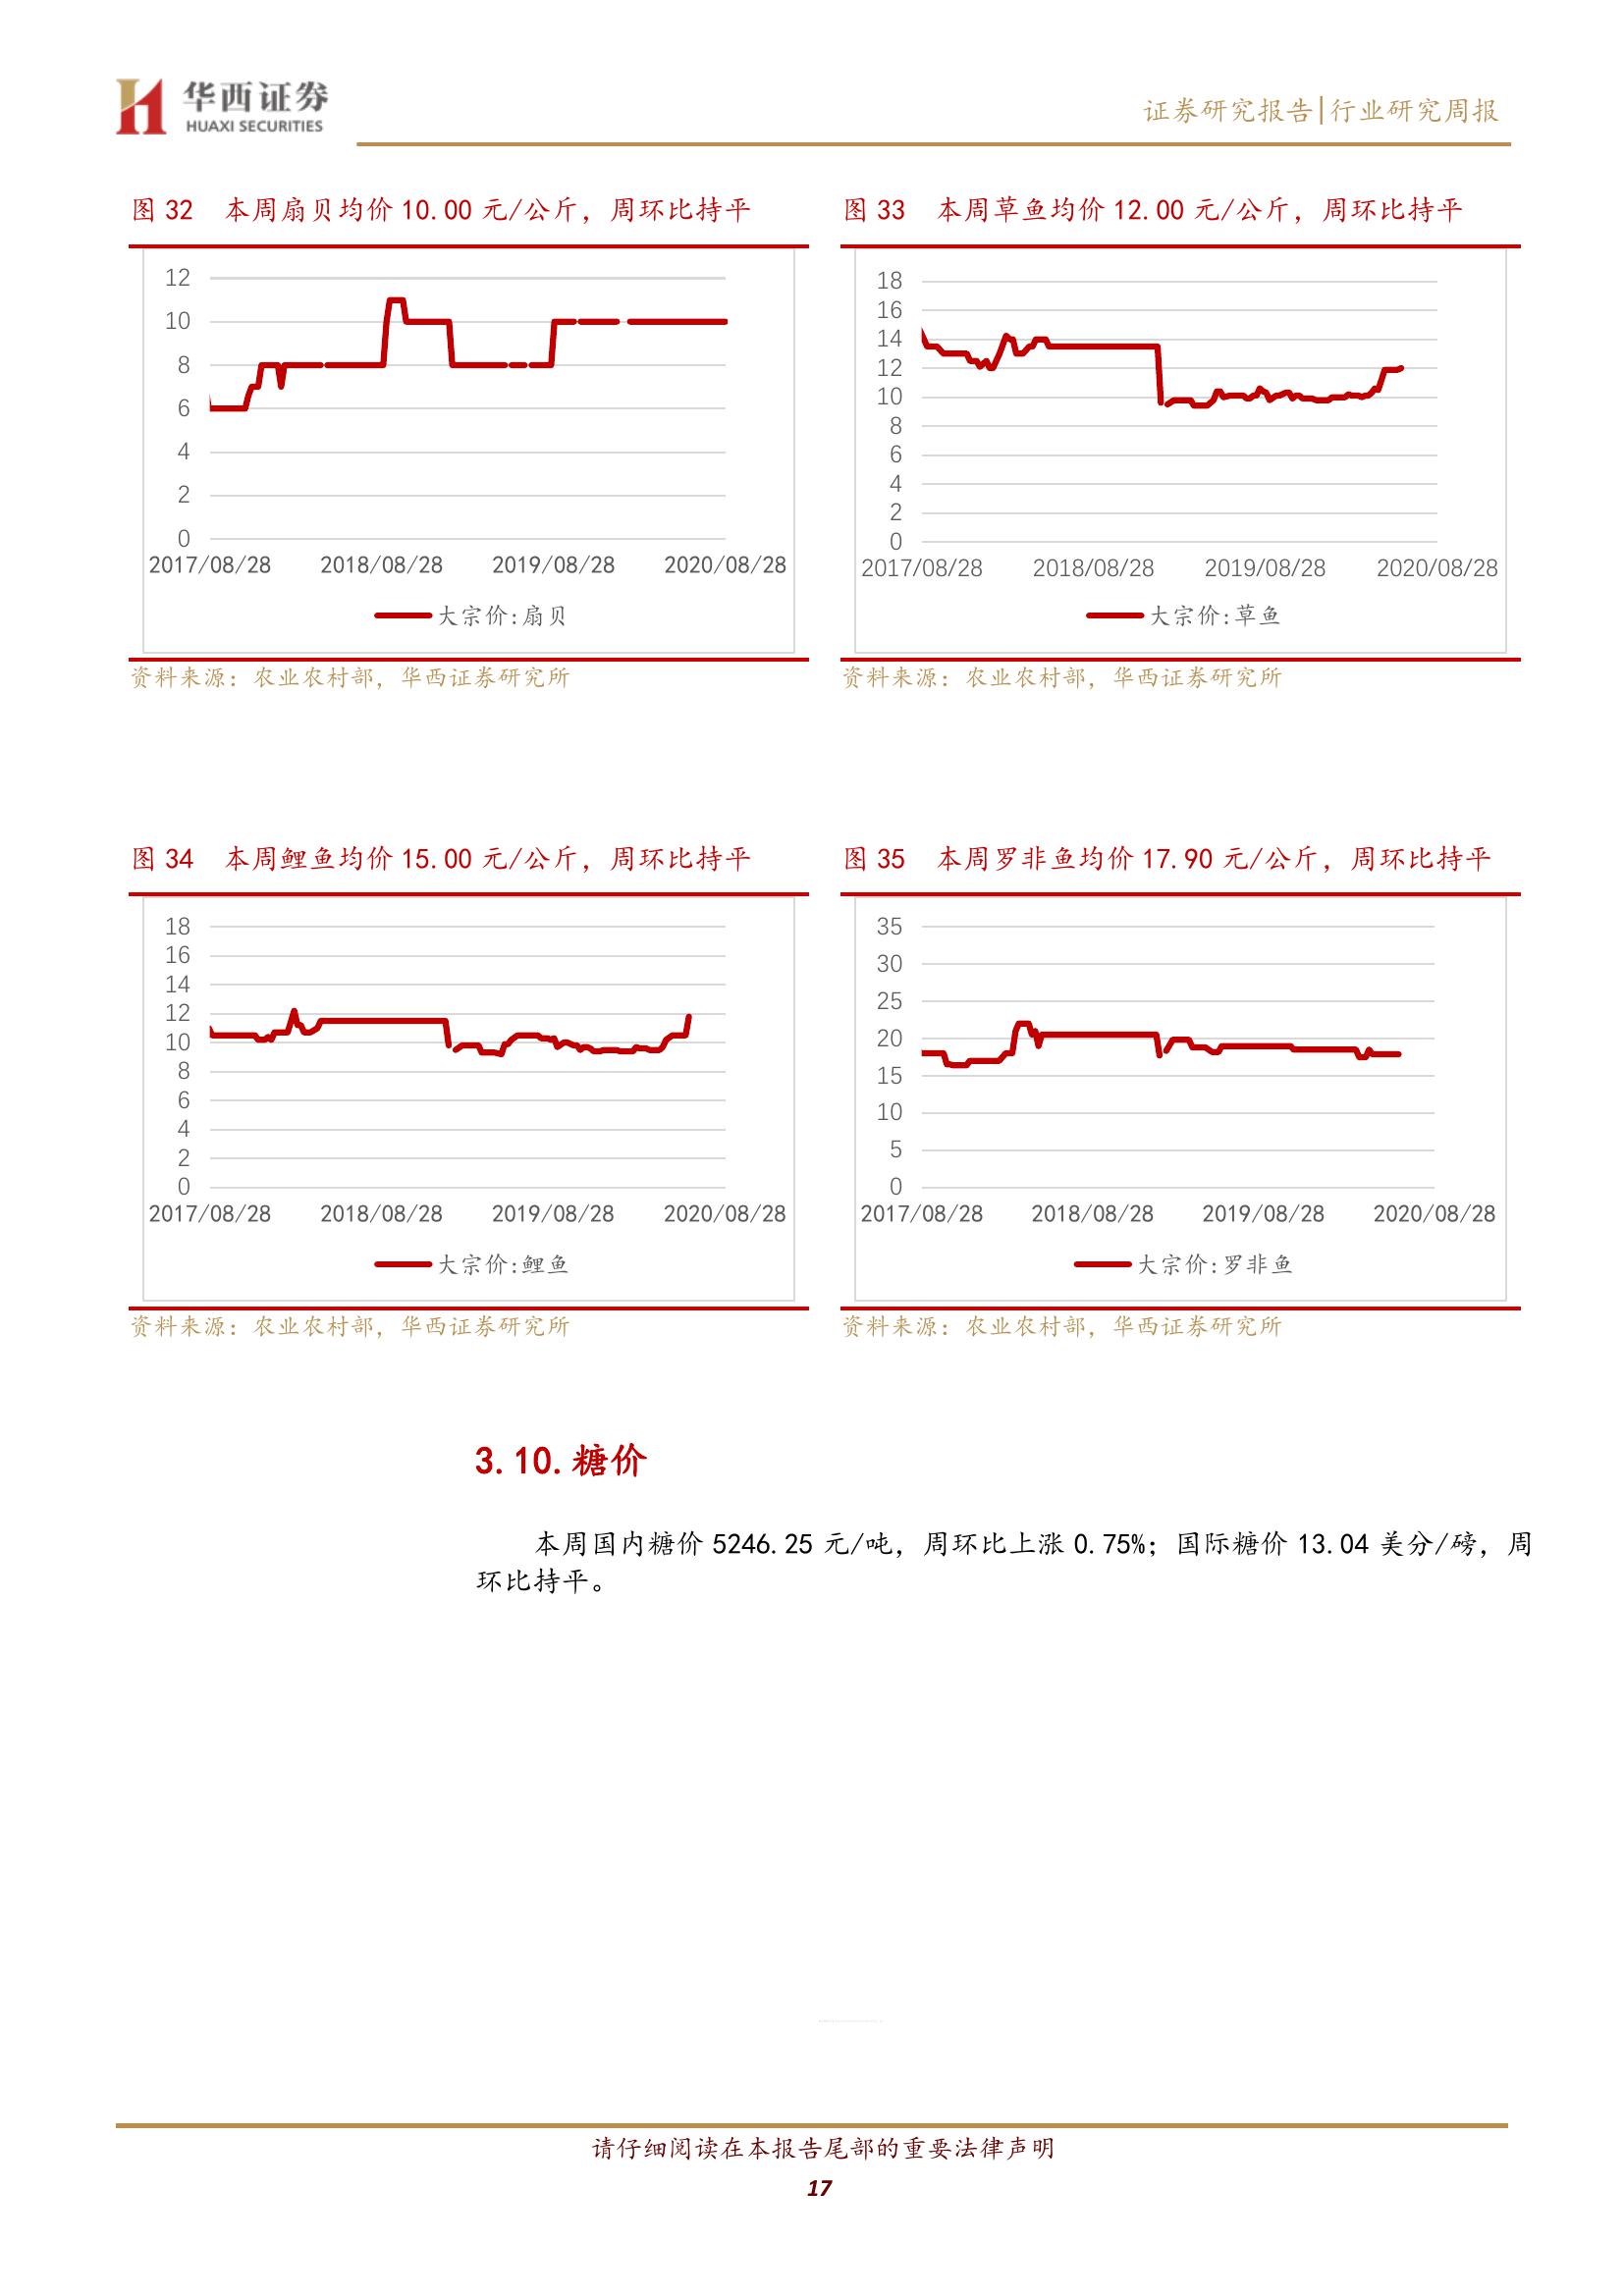 华西证券
HUAXI SECURITIES
证券研究报告|行业研究周报
图 32 本周扇贝均价 10.00 元/公斤，周环比持平
12
10
8
6
4
2
0
2017/08/28 2018/08/28 2019/08/28 2020/08/28
大宗价:扇贝
资料来源：农业农村部，华西证券研究所
图 33 本周草鱼均价 12.00 元/公斤，周环比持平
18
16
14
12
10
8
6
4
2
0
2017/08/28 2018/08/28 2019/08/28 2020/08/28
大宗价:草鱼
资料来源：农业农村部，华西证券研究所
图 34 本周鲤鱼均价 15.00 元/公斤，周环比持平
18
16
14
12
10
8
6
4
2
0
2017/08/28 2018/08/28 2019/08/28 2020/08/28
大宗价:鲤鱼
资料来源：农业农村部，华西证券研究所
图 35 本周罗非鱼均价 17.90 元/公斤，周环比持平
35
30
25
20
15
10
5
0
2017/08/28 2018/08/28 2019/08/28 2020/08/28
大宗价:罗非鱼
资料来源：农业农村部，华西证券研究所
3.10.糖价
本周国内糖价 5246.25 元/吨，周环比上涨 0.75%；国际糖价 13.04 美分/磅，周
环比持平。
请仔细阅读在本报告尾部的重要法律声明
17